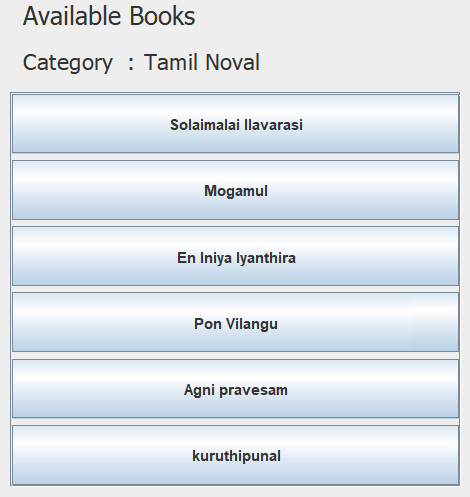 Available Books
Category : Tamil Noval
Solaimalai Ilavarasi
Mogamul
En Iniya Iyanthira
Pon Vilangu
Agni pravesam
kuruthipunal